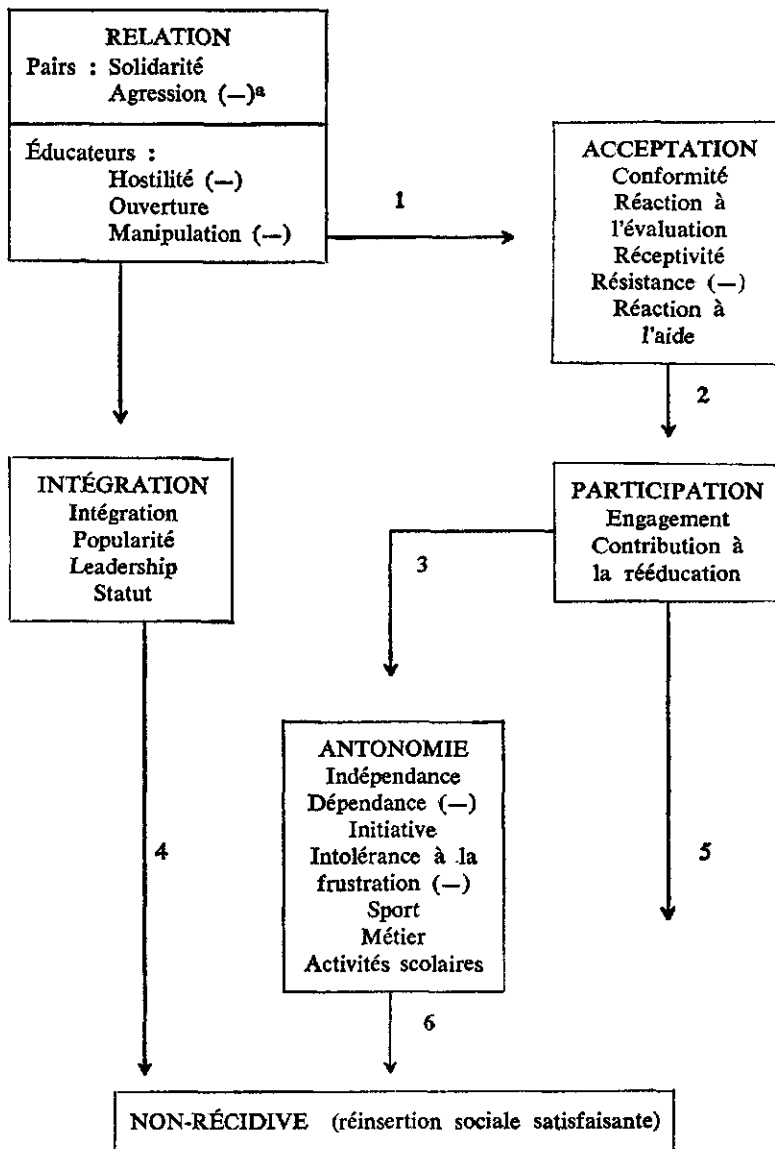 RELATION
Pairs : Solidarité
Agression (—)a
Éducateurs :
Hostilité (—)
Ouverture
Manipulation (—)
1
ACCEPTATION
Conformité
Réaction à
l'évaluation
Réceptivité
Résistance (—)
Réaction à
l'aide
2
INTÉGRATION
Intégration
Popularité
Leadership
Statut
PARTICIPATION
Engagement
Contribution à
la rééducation
3
ANTONOMIE
Indépendance
Dépendance (—)
Initiative
Intolérance à la
frustration (—)
Sport
Métier
Activités scolaires
4
5
6
NON-RÉCIDIVE (réinsertion sociale satisfaisante)